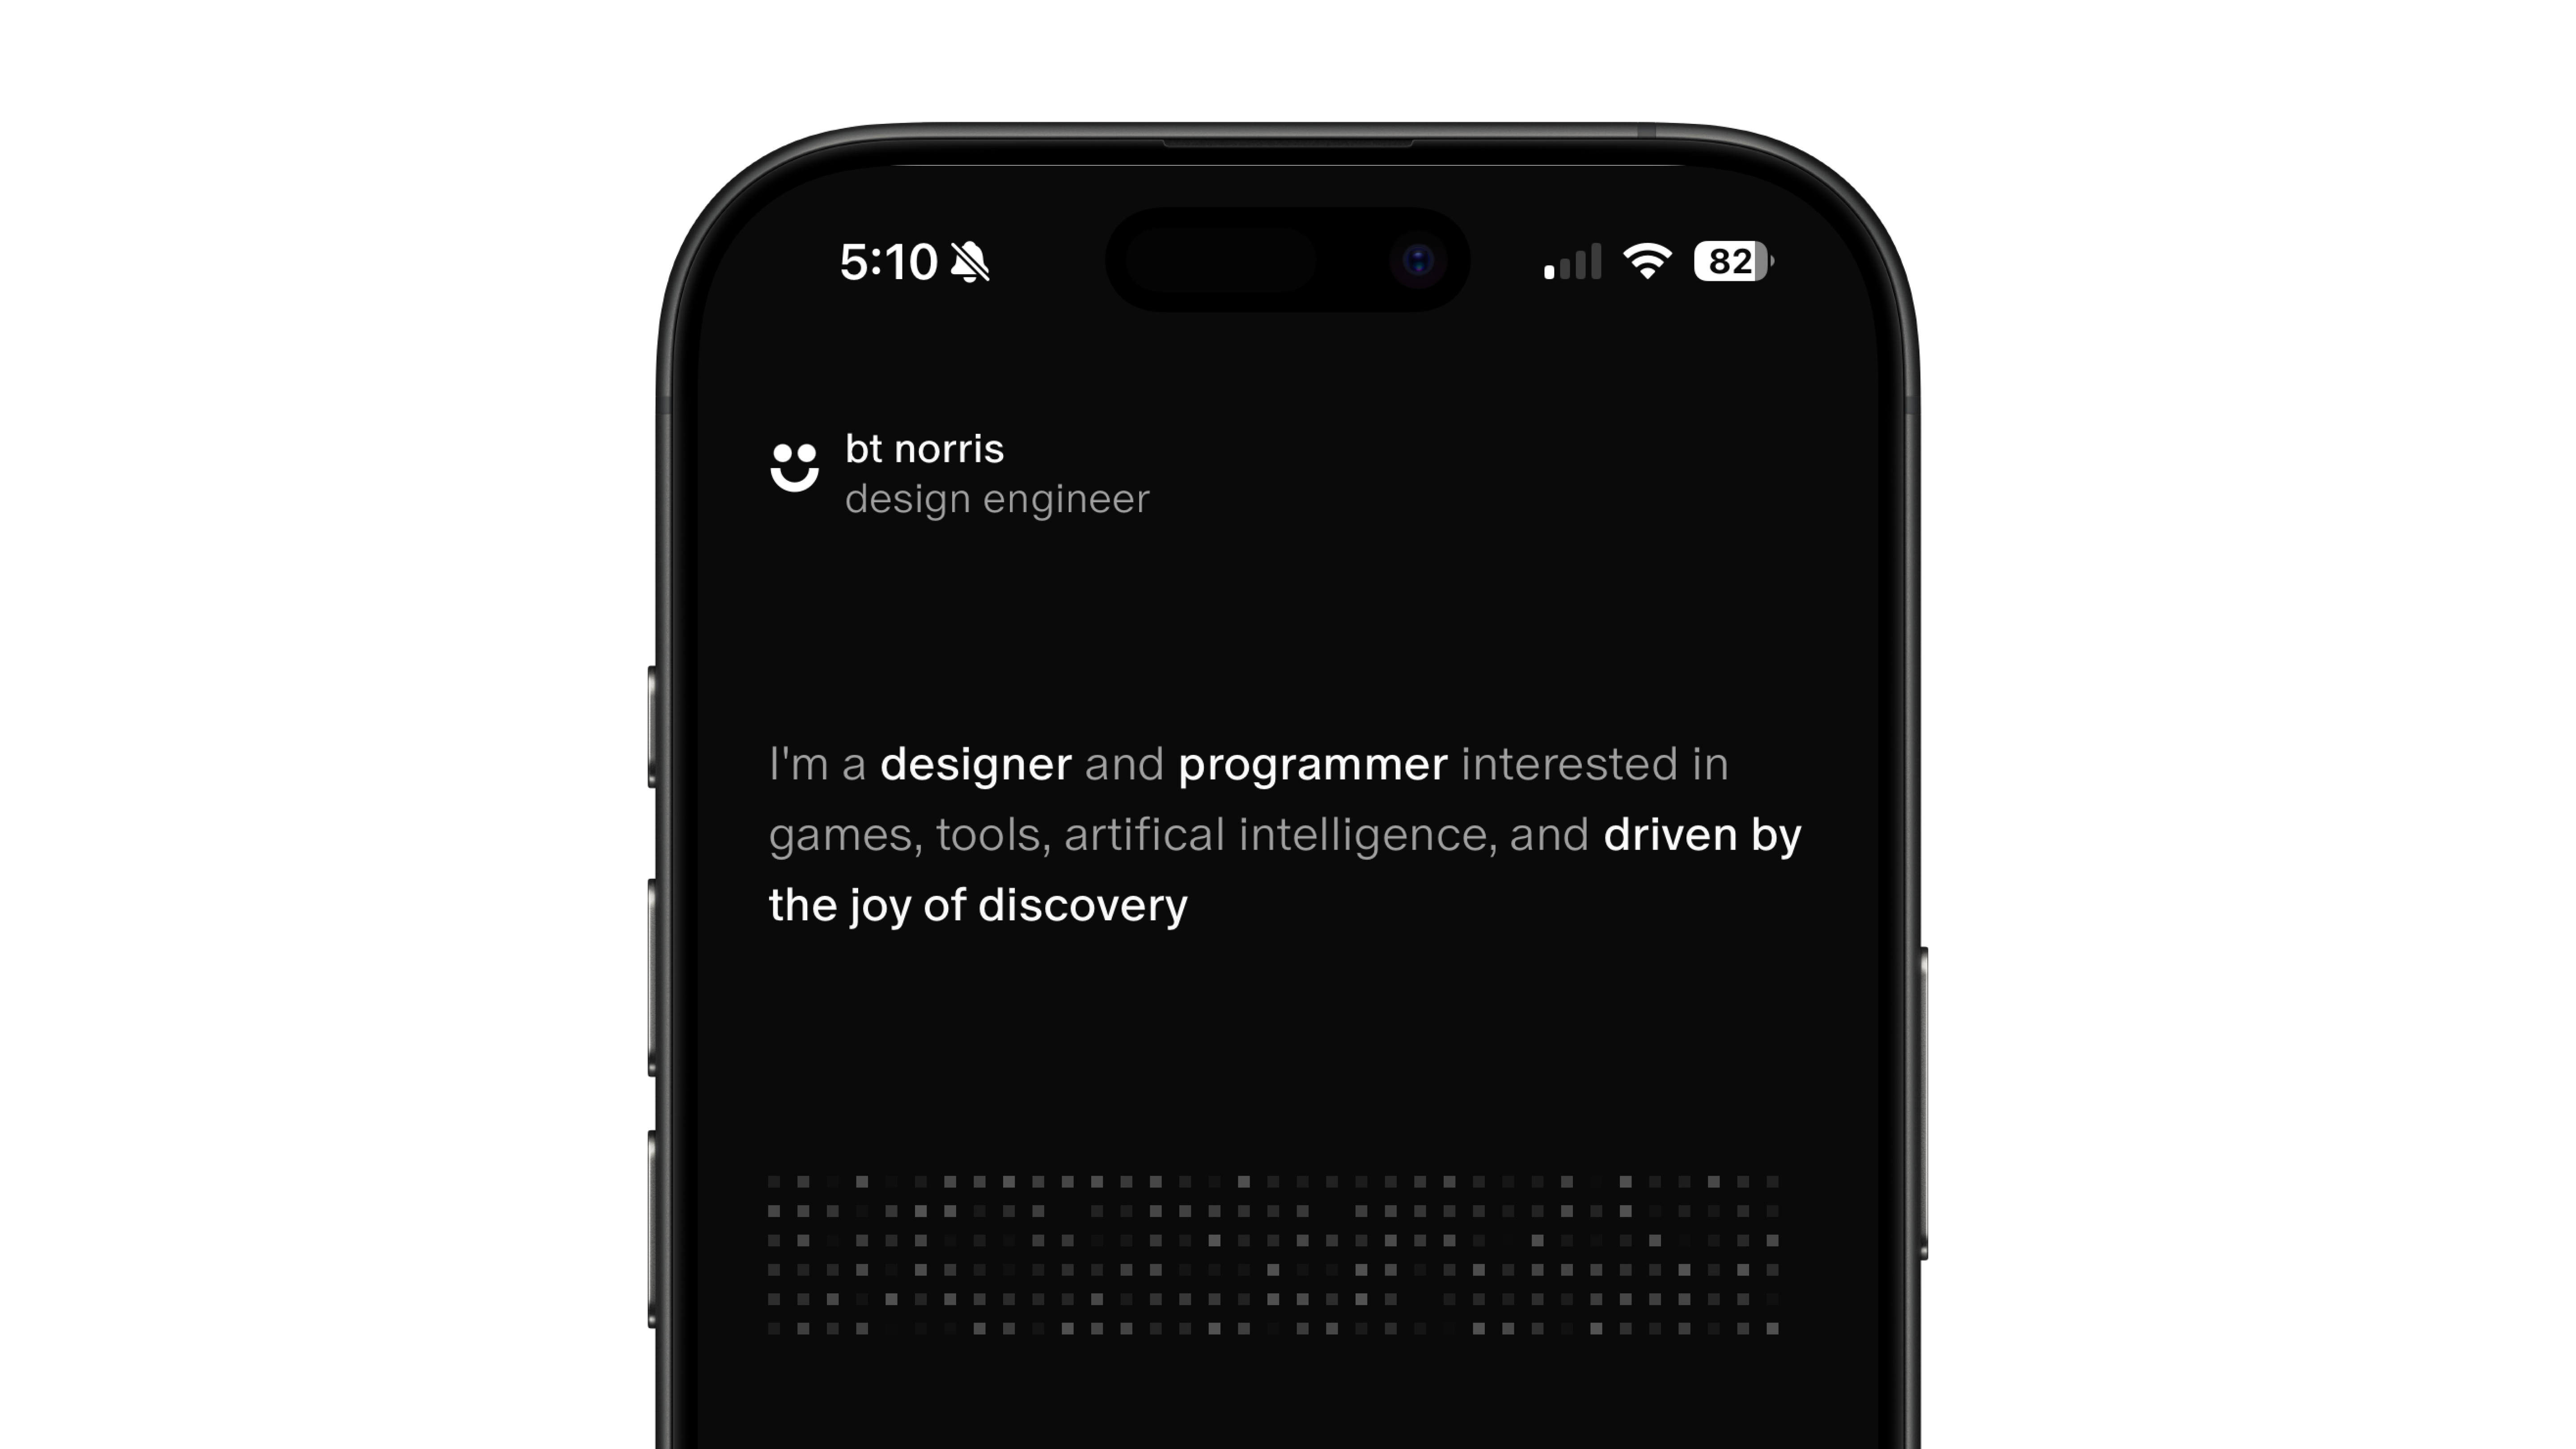 5:10
82
bt norris
design engineer
I'm a designer and programmer interested in
games, tools, artifical intelligence, and driven by
the joy of discovery